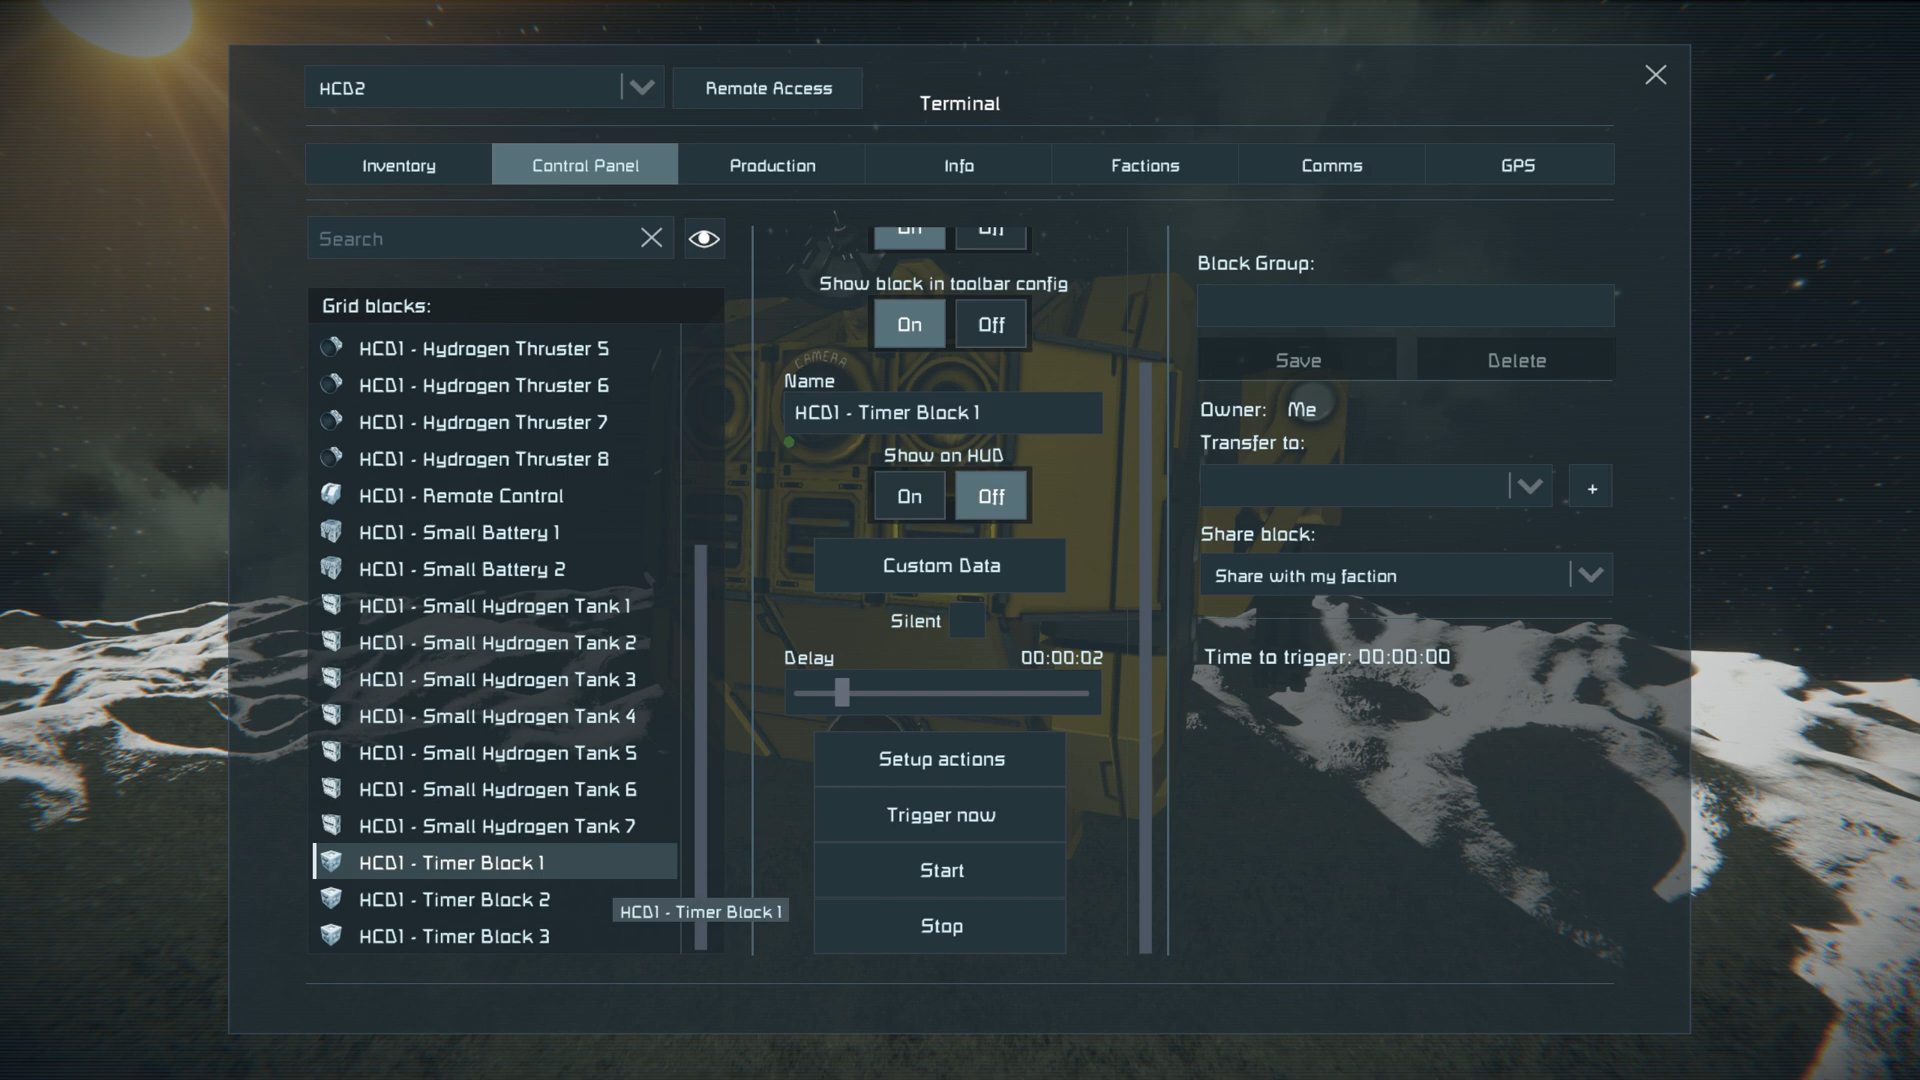 HCD2
Remote Access
Terminal
Inventory
Control Panel
Production
Info
Factions
Comms
GPS
Search
Grid blocks:
HCD1 - Hydrogen Thruster 5
HCD1 - Hydrogen Thruster 6
HCD1 - Hydrogen Thruster 7
HCD1 - Hydrogen Thruster 8
HCD1 - Remote Control
HCD1 - Small Battery 1
HCD1 - Small Battery 2
HCD1 - Small Hydrogen Tank 1
HCD1 - Small Hydrogen Tank 2
HCD1 - Small Hydrogen Tank 3
HCD1 - Small Hydrogen Tank 4
HCD1 - Small Hydrogen Tank 5
HCD1 - Small Hydrogen Tank 6
HCD1 - Small Hydrogen Tank 7
HCD1 - Timer Block 1
HCD1 - Timer Block 2
HCD1 - Timer Block 3
HCD1 - Timer Block 1
On Off
Show block in toolbar config
On Off
CAMERA
Name
HCD1 - Timer Block 1
Show on HUD
On Off
Custom Data
Silent
Delay 00:00:02
Setup actions
Trigger now
Start
Stop
Block Group:
Save Delete
Owner: Me
Transfer to:
+
Share block:
Share with my faction
Time to trigger: 00:00:00